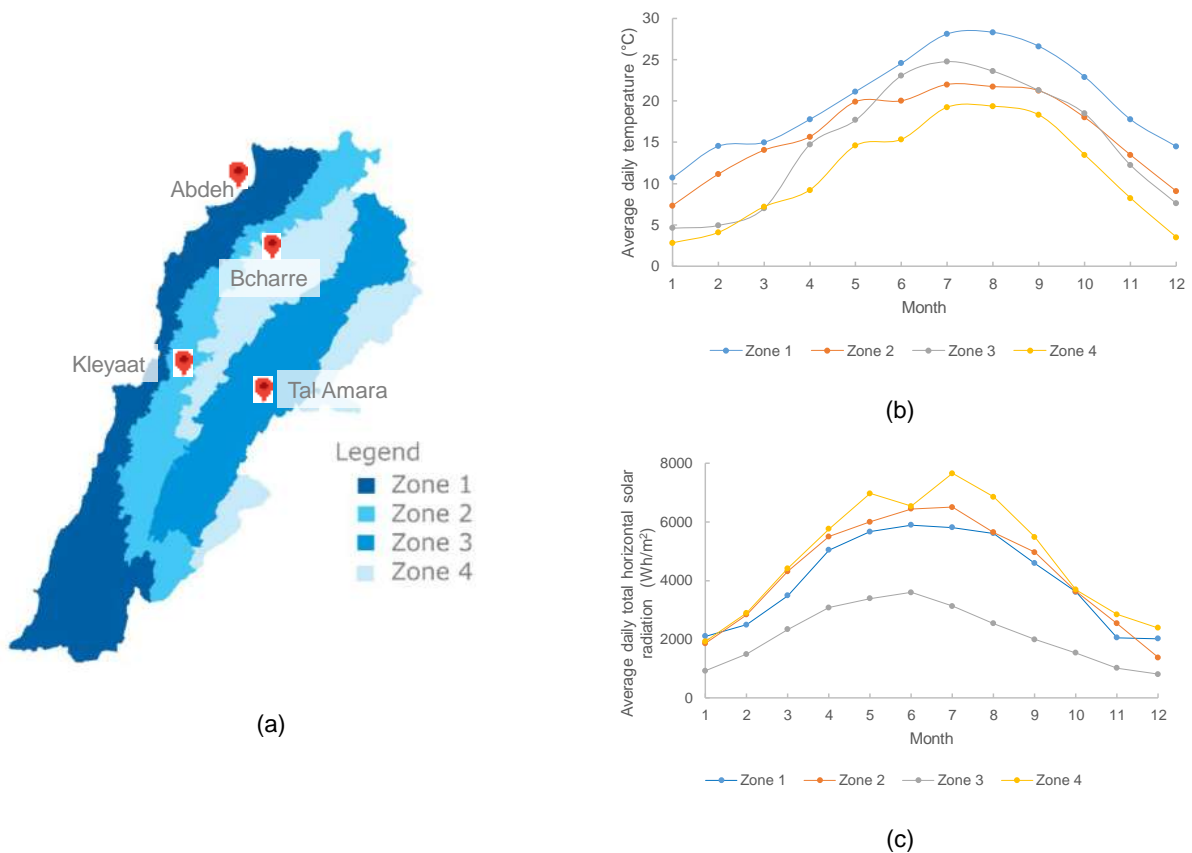 Abdeh
Bcharre
Kleyaat
Tal Amara
Legend
Zone 1
Zone 2
Zone 3
Zone 4
(a)
Average daily temperature (°C)
30
25
20
15
10
5
0
1 2 3 4 5 6 7 8 9 10 11 12
Month
Zone 1 Zone 2 Zone 3 Zone 4
(b)
Average daily total horizontal solar
radiation (Wh/m²)
8000
6000
4000
2000
0
1 2 3 4 5 6 7 8 9 10 11 12
Month
Zone 1 Zone 2 Zone 3 Zone 4
(c)